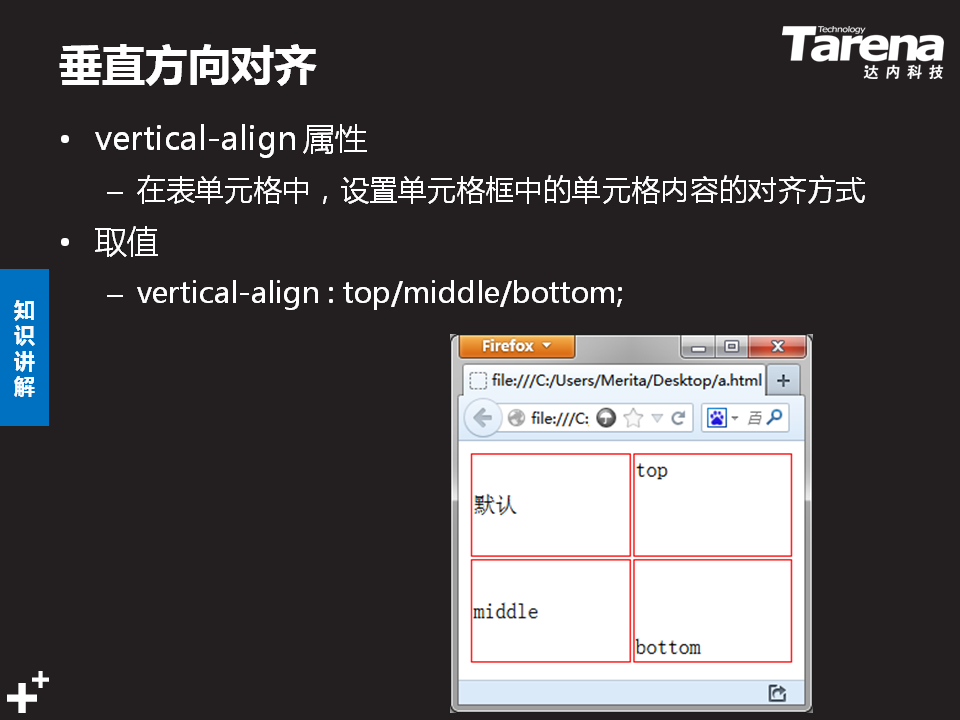 垂直方向对齐
Technology
Tarena
达内科技
• vertical-align 属性
– 在表单元格中，设置单元格框中的单元格内容的对齐方式
• 取值
– vertical-align : top/middle/bottom;
知识讲解
Firefox
file:///C:/Users/Merita/Desktop/a.html
file:///C:
百
默认
top
middle
bottom